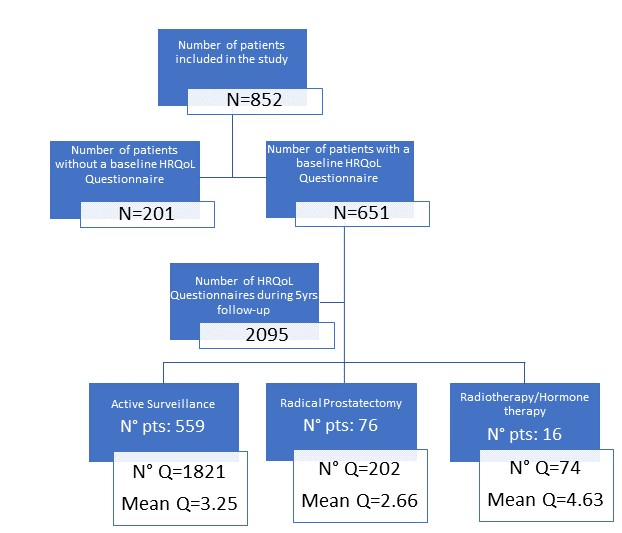 Number of patients
included in the study
N=852
Number of patients
without a baseline HRQoL
Questionnaire
N=201
Number of patients with a
baseline HRQoL
Questionnaire
N=651
Number of HRQoL
Questionnaires during 5yrs
follow-up
2095
Active Surveillance
N° pts: 559
N° Q=1821
Mean Q=3.25
Radical Prostatectomy
N° pts: 76
N° Q=202
Mean Q=2.66
Radiotherapy/Hormone
therapy
N° pts: 16
N° Q=74
Mean Q=4.63